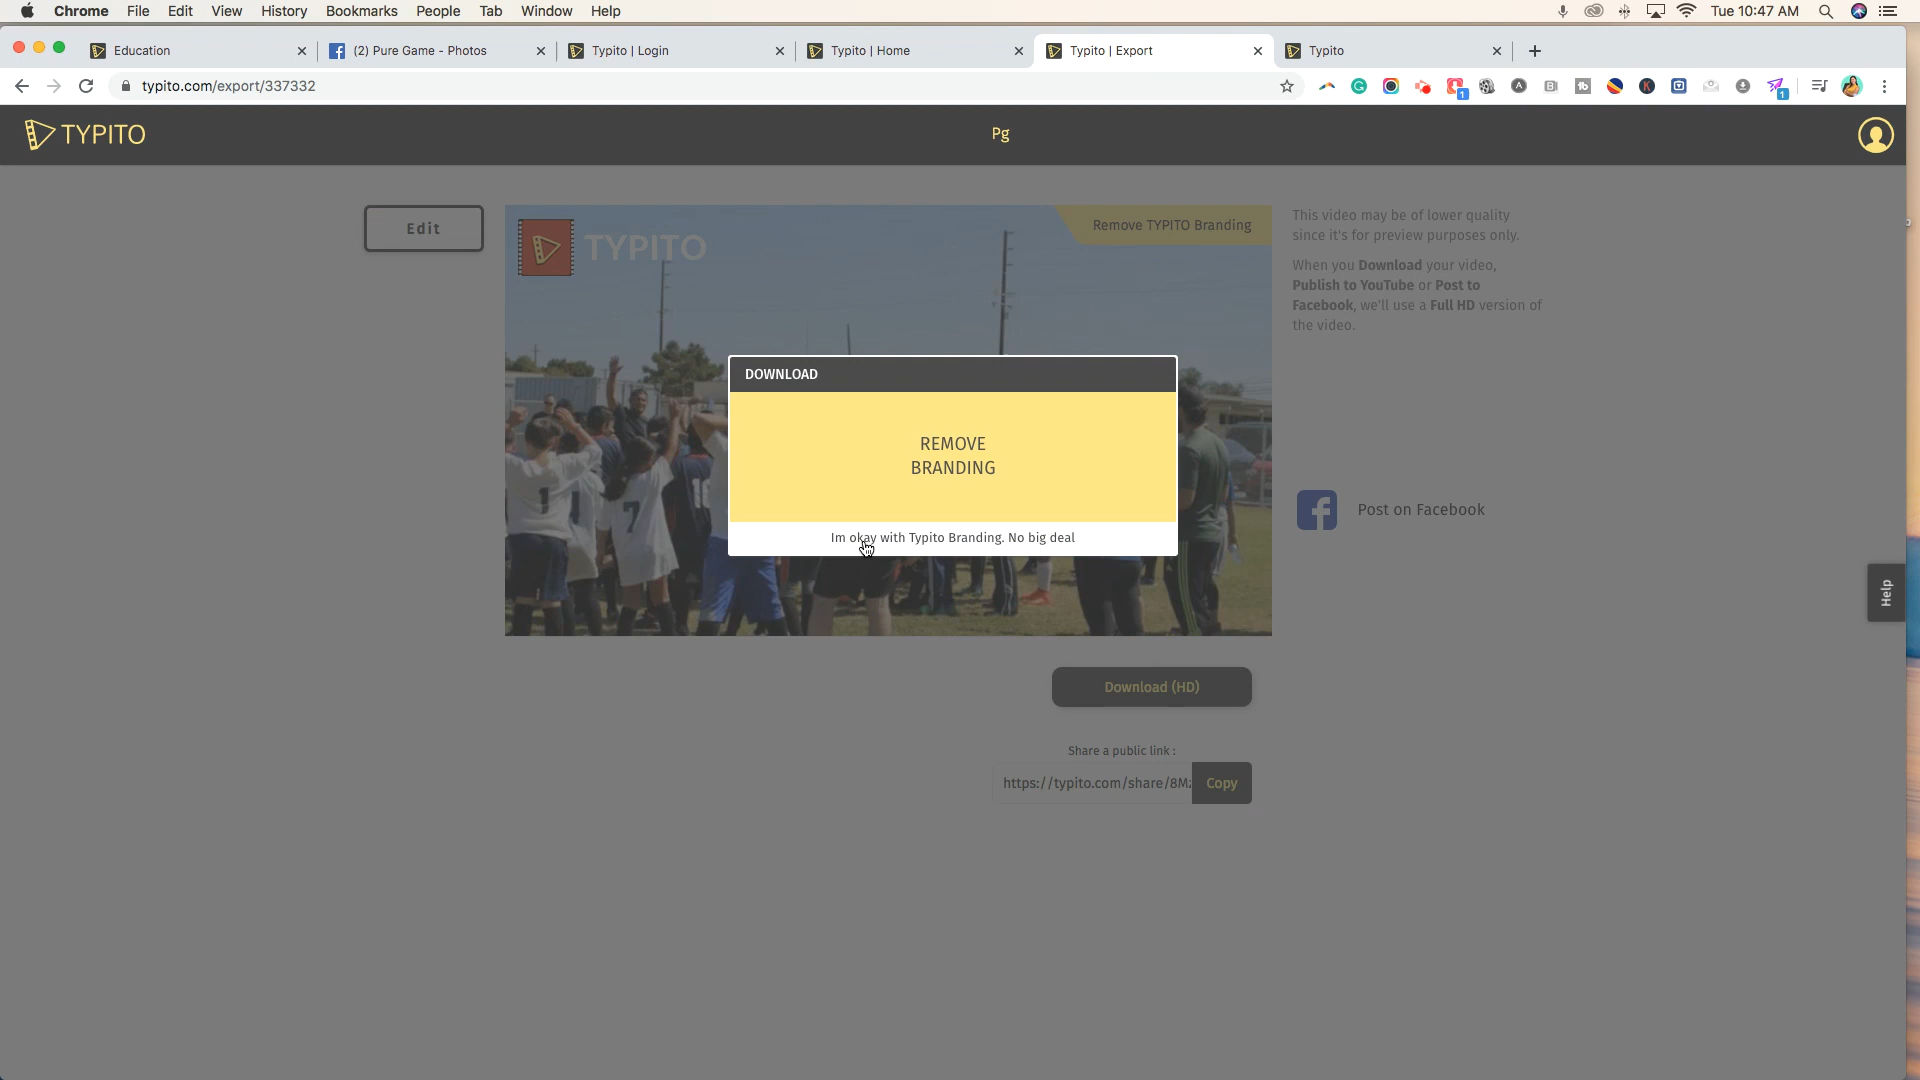 Chrome File Edit View History Bookmarks People Tab Window Help Tue 10:47 AM
Education (2) Pure Game - Photos Typito | Login Typito | Home Typito | Export Typito
typito.com/export/337332
TYPITO Pg
Edit
TYPITO
Remove TYPITO Branding
This video may be of lower quality
since it's for preview purposes only.
When you Download your video,
Publish to YouTube or Post to
Facebook, we'll use a Full HD version of
the video.
DOWNLOAD
REMOVE
BRANDING
Im okay with Typito Branding. No big deal
Post on Facebook
Help
Download (HD)
Share a public link :
https://typito.com/share/8M Copy